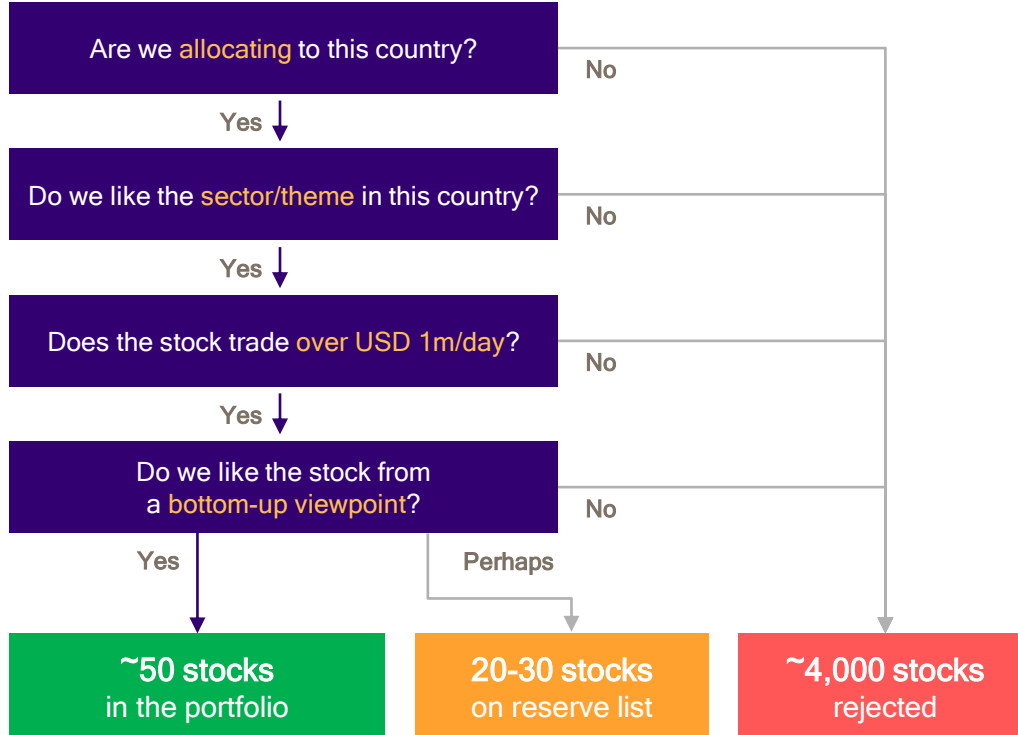 Are we allocating to this country?
No
Yes
Do we like the sector/theme in this country?
No
Yes
Does the stock trade over USD 1m/day?
No
Yes
Do we like the stock from
a bottom-up viewpoint?
No
Yes
Perhaps
~50 stocks
in the portfolio
20-30 stocks
on reserve list
~4,000 stocks
rejected